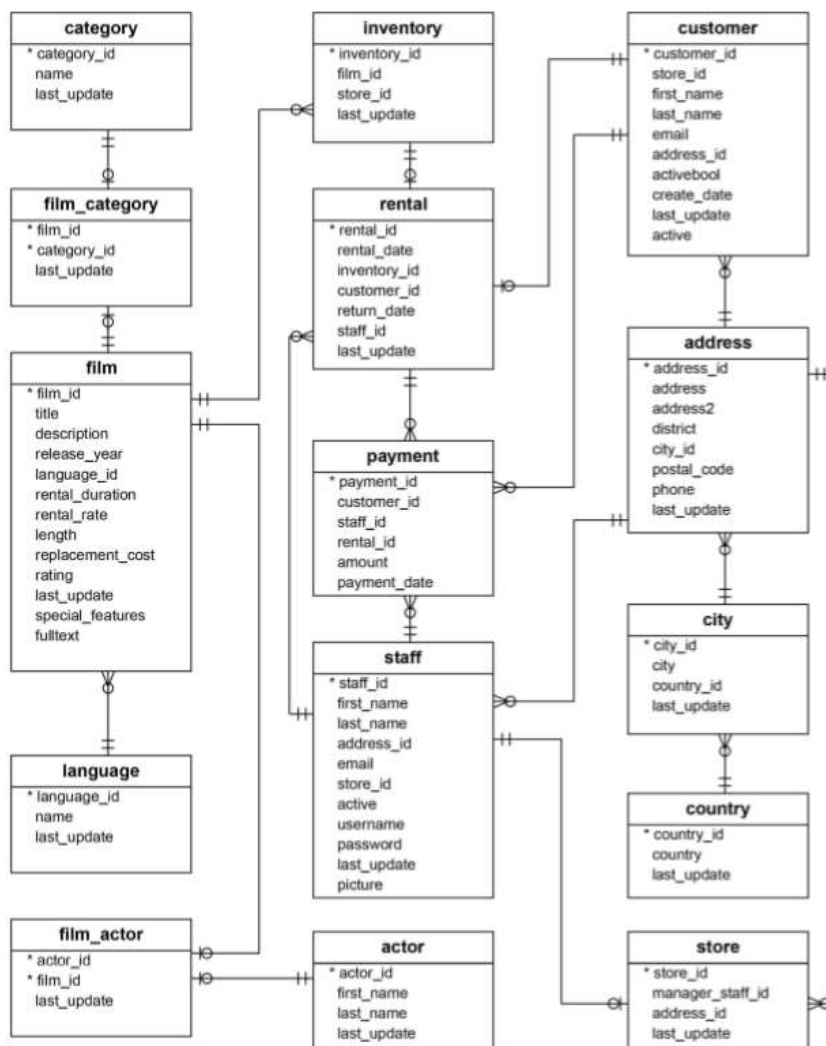 category
* category_id
name
last_update
film_category
* film_id
* category_id
last_update
film
* film_id
title
description
release_year
language_id
rental_duration
rental_rate
length
replacement_cost
rating
last_update
special_features
fulltext
language
* language_id
name
last_update
film_actor
* actor_id
* film_id
last_update
inventory
* inventory_id
film_id
store_id
last_update
rental
* rental_id
rental_date
inventory_id
customer_id
return_date
staff_id
last_update
payment
* payment_id
customer_id
staff_id
rental_id
amount
payment_date
staff
* staff_id
first_name
last_name
address_id
email
store_id
active
username
password
last_update
picture
actor
* actor_id
first_name
last_name
last_update
customer
* customer_id
store_id
first_name
last_name
email
address_id
activebool
create_date
last_update
active
address
* address_id
address
address2
district
city_id
postal_code
phone
last_update
city
* city_id
city
country_id
last_update
country
* country_id
country
last_update
store
* store_id
manager_staff_id
address_id
last_update